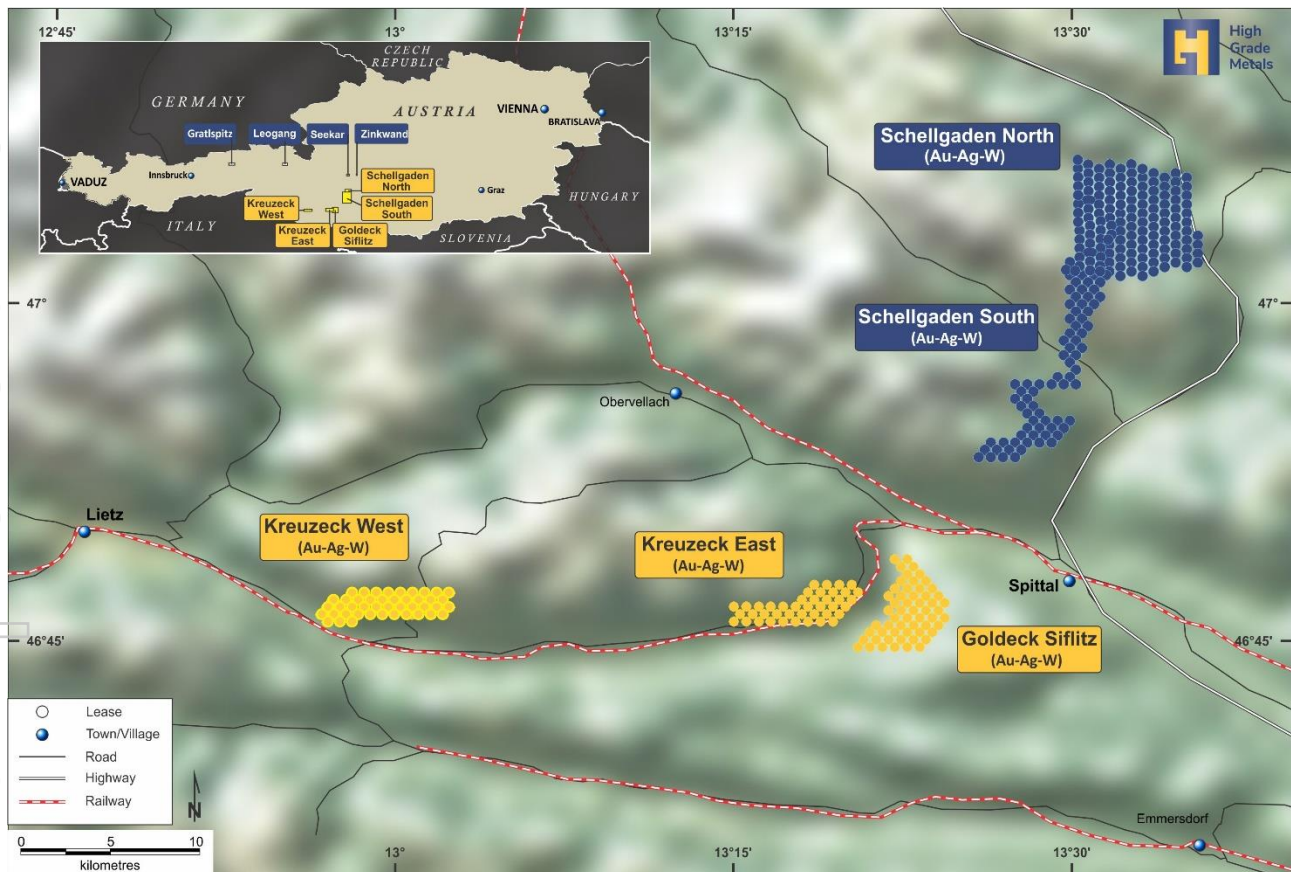 12°45'
13°
13°15'
13°30'
High
Grade
Metals
CZECH
REPUBLIC
GERMANY
AUSTRIA
VIENNA
BRATISLAVA
Gratlspitz
Leogang
Seekar
Zinkwand
VADUZ
Innsbruck
Schellgaden
North
Graz
Kreuzeck
West
Schellgaden
South
HUNGARY
ITALY
Kreuzeck
East
Goldeck
Siflitz
SLOVENIA
Schellgaden North
(Au-Ag-W)
47°
47°
Schellgaden South
(Au-Ag-W)
Obervellach
Lietz
Kreuzeck West
(Au-Ag-W)
Kreuzeck East
(Au-Ag-W)
Spittal
46°45'
46°45'
Goldeck Siflitz
(Au-Ag-W)
Lease
Town/Village
Road
Highway
Railway
N
Emmersdorf
0 5 10
kilometres
13°
13°15'
13°30'